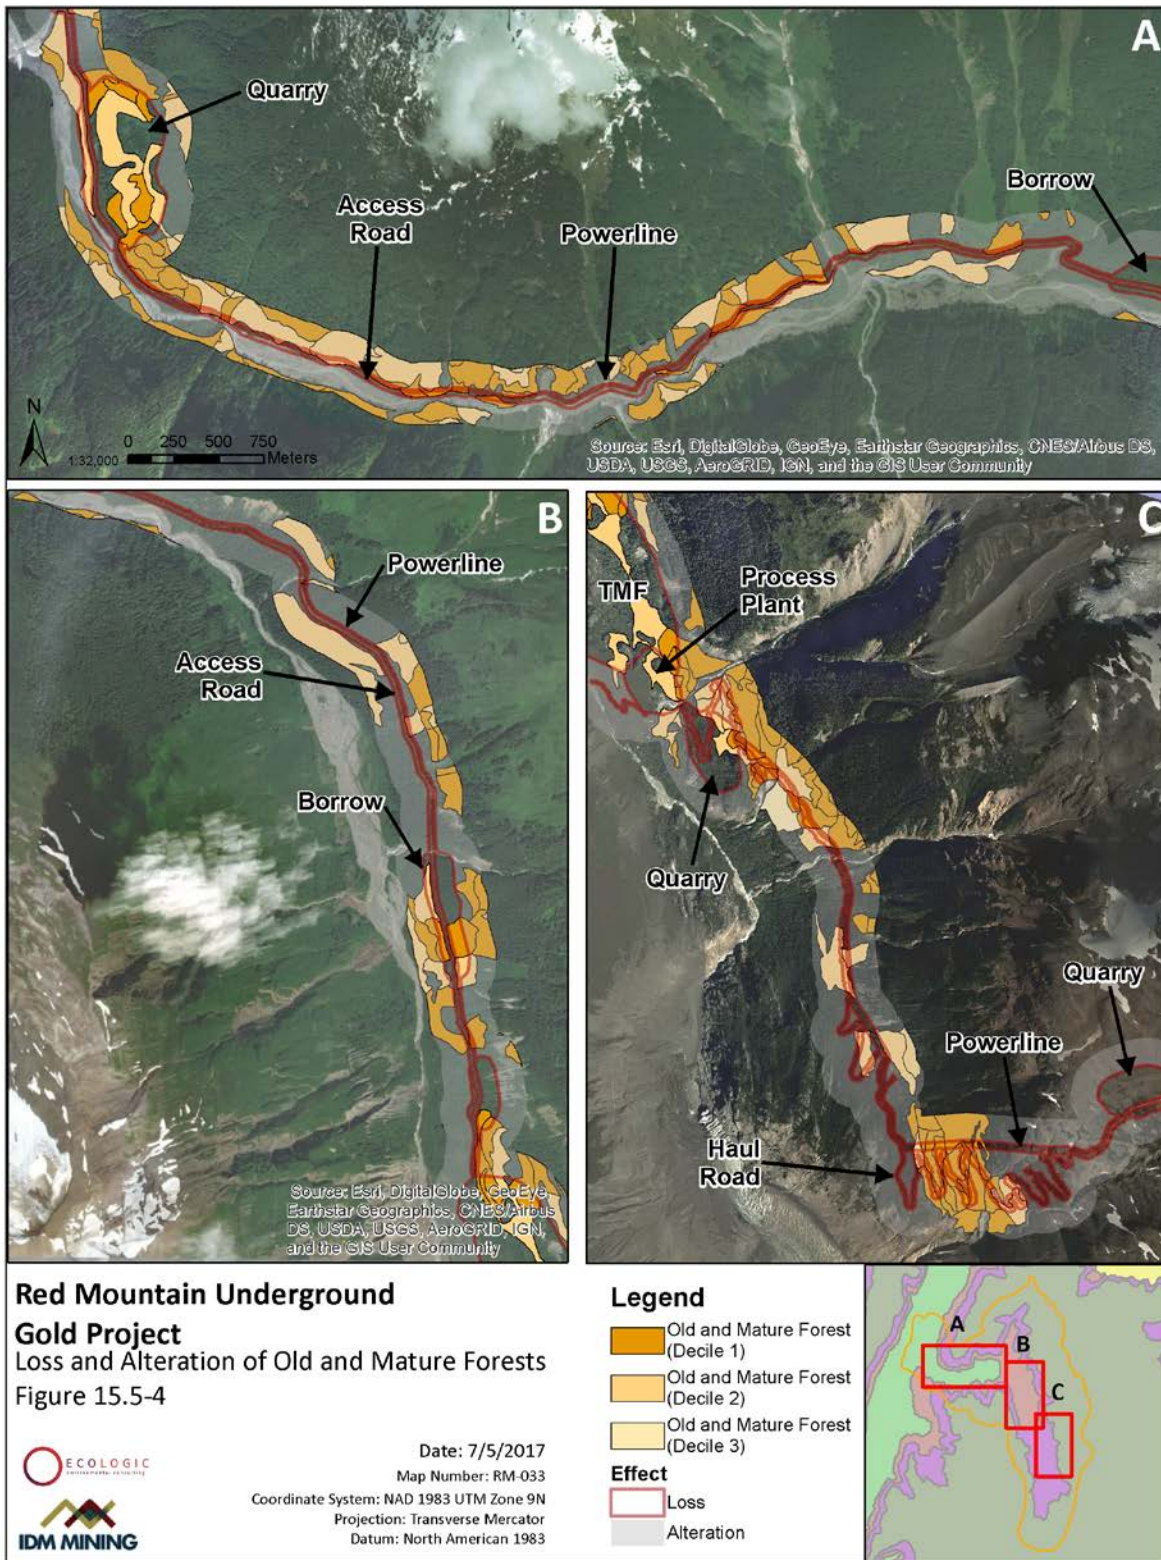 A
Quarry
Access
Road
Powerline
Borrow
N
0 250 500 750
1:32,000
Meters
Source: Esri, DigitalGlobe, GeoEye, Earthstar Geographics, CNES/Airbus DS,
USDA, USGS, AeroGRID, IGN, and the GIS User Community
B
Powerline
Access
Road
Borrow
Source: Esri, DigitalGlobe, GeoEye,
Earthstar Geographics, CNES/Airbus
DS, USDA, USGS, AeroGRID, IGN,
and the GIS User Community
C
TMF
Process
Plant
Quarry
Quarry
Powerline
Haul
Road
Red Mountain Underground
Gold Project
Loss and Alteration of Old and Mature Forests
Figure 15.5-4
ECOLOGIC
IDM MINING
Date: 7/5/2017
Map Number: RM-033
Coordinate System: NAD 1983 UTM Zone 9N
Projection: Transverse Mercator
Datum: North American 1983
Legend
Old and Mature Forest
(Decile 1)
Old and Mature Forest
(Decile 2)
Old and Mature Forest
(Decile 3)
Effect
Loss
Alteration
A
B
C